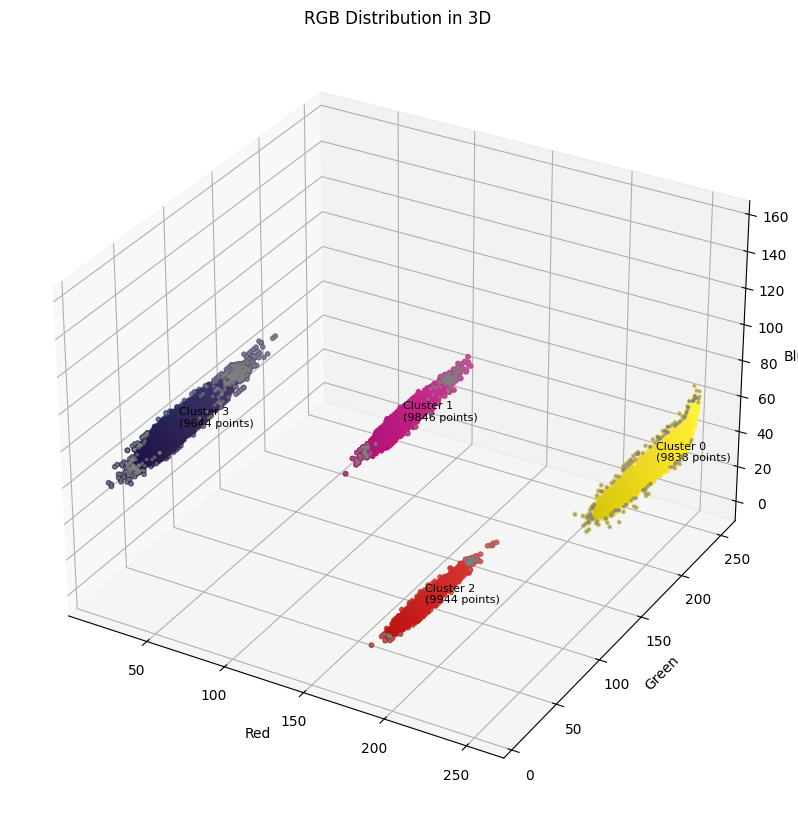 RGB Distribution in 3D
Cluster 3
(9644 points)
Cluster 1
(9846 points)
Cluster 0
(9833 points)
Cluster 2
(9944 points)
50
100
150
200
250
Red
0
50
100
150
200
250
Green
0
20
40
60
80
100
120
140
160